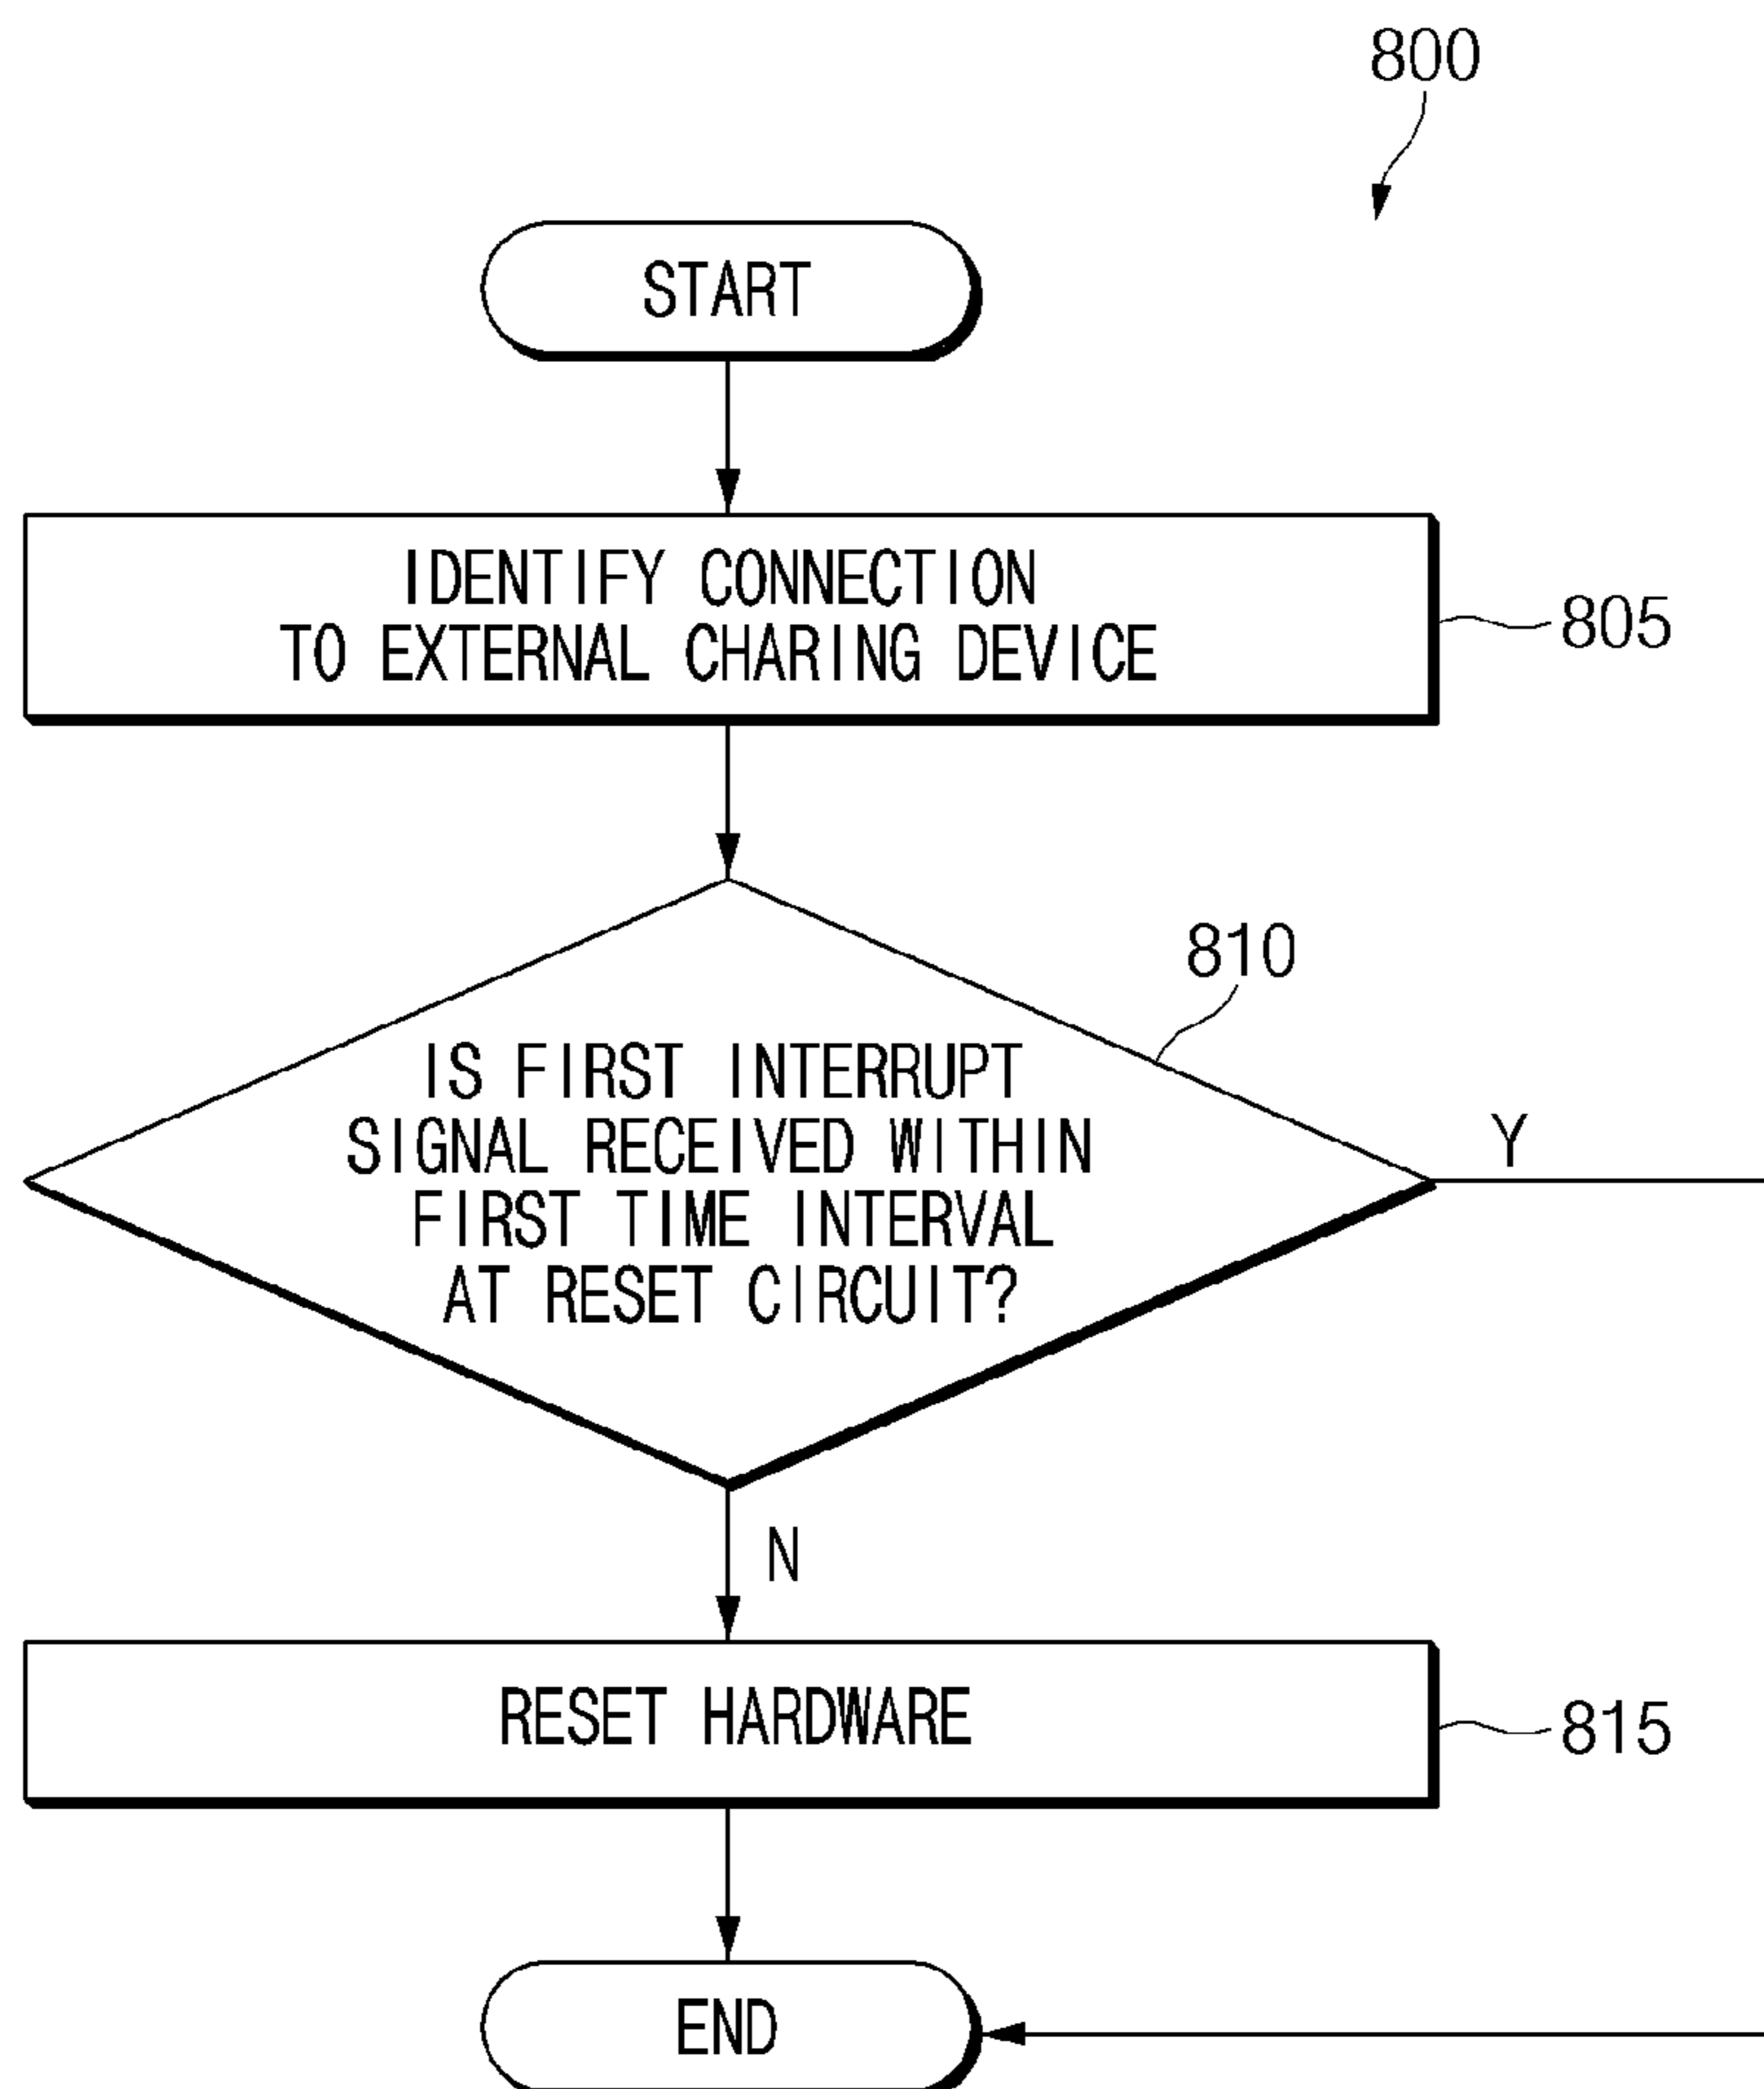 800
START
IDENTIFY CONNECTION
TO EXTERNAL CHARING DEVICE
805
810
IS FIRST INTERRUPT
SIGNAL RECEIVED WITHIN
FIRST TIME INTERVAL
AT RESET CIRCUIT?
Y
N
RESET HARDWARE
815
END